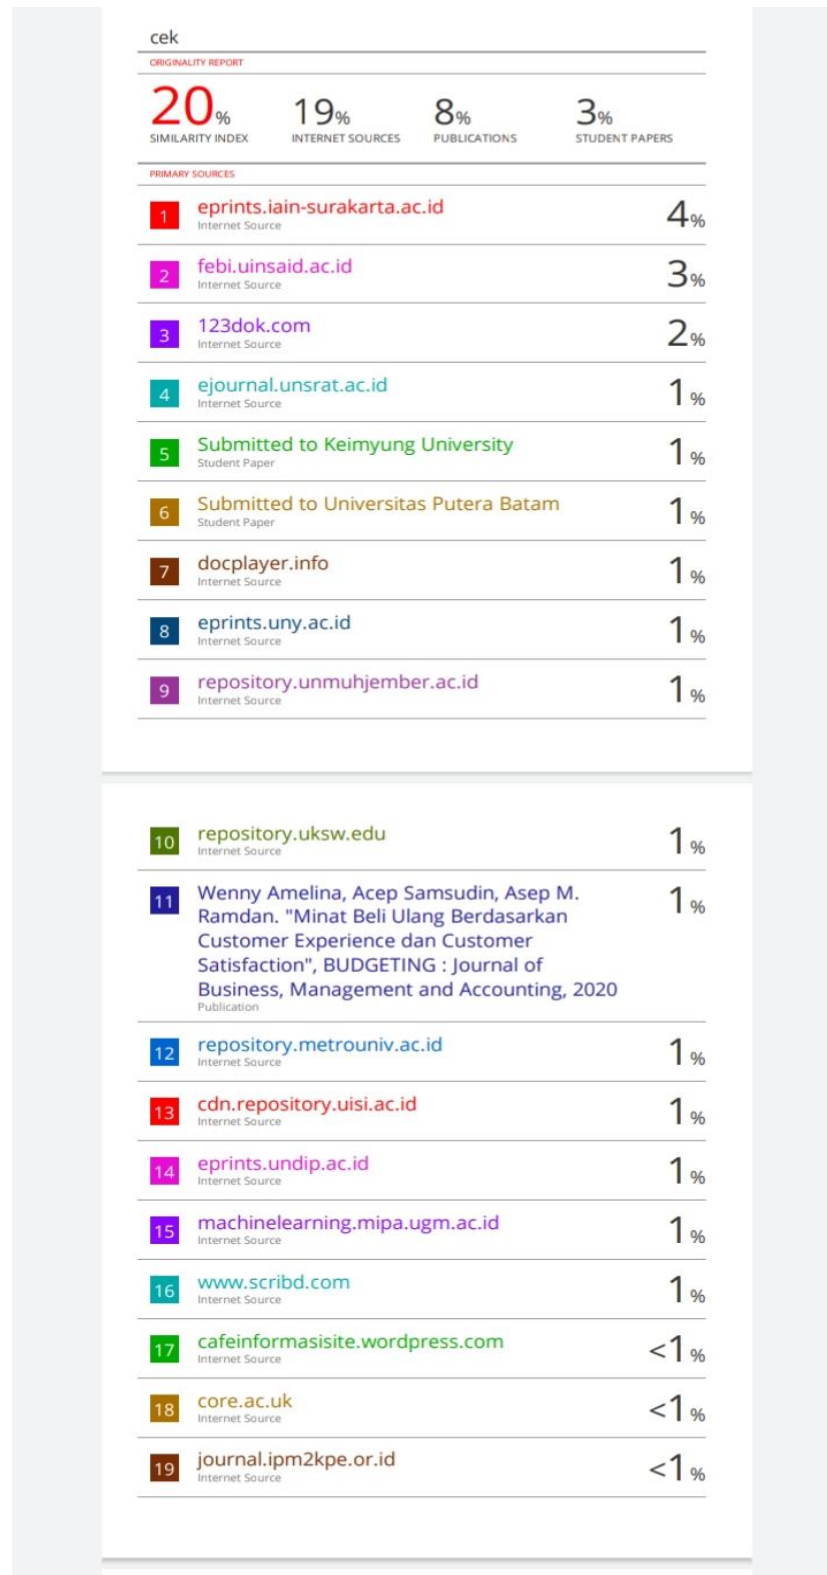 cek
ORIGINALITY REPORT
20% 19% 8% 3%
SIMILARITY INDEX INTERNET SOURCES PUBLICATIONS STUDENT PAPERS
PRIMARY SOURCES
1 eprints.iain-surakarta.ac.id 4%
Internet Source
2 febi.uinsaid.ac.id 3%
Internet Source
3 123dok.com 2%
Internet Source
4 ejournal.unsrat.ac.id 1%
Internet Source
5 Submitted to Keimyung University 1%
Student Paper
6 Submitted to Universitas Putera Batam 1%
Student Paper
7 docplayer.info 1%
Internet Source
8 eprints.uny.ac.id 1%
Internet Source
9 repository.unmuhjember.ac.id 1%
Internet Source
10 repository.uksw.edu 1%
Internet Source
11 Wenny Amelina, Acep Samsudin, Asep M. 1%
Ramdan. "Minat Beli Ulang Berdasarkan
Customer Experience dan Customer
Satisfaction", BUDGETING : Journal of
Business, Management and Accounting, 2020
Publication
12 repository.metrouniv.ac.id 1%
Internet Source
13 cdn.repository.uisi.ac.id 1%
Internet Source
14 eprints.undip.ac.id 1%
Internet Source
15 machinelearning.mipa.ugm.ac.id 1%
Internet Source
16 www.scribd.com 1%
Internet Source
17 cafeinformasisite.wordpress.com <1%
Internet Source
18 core.ac.uk <1%
Internet Source
19 journal.ipm2kpe.or.id <1%
Internet Source